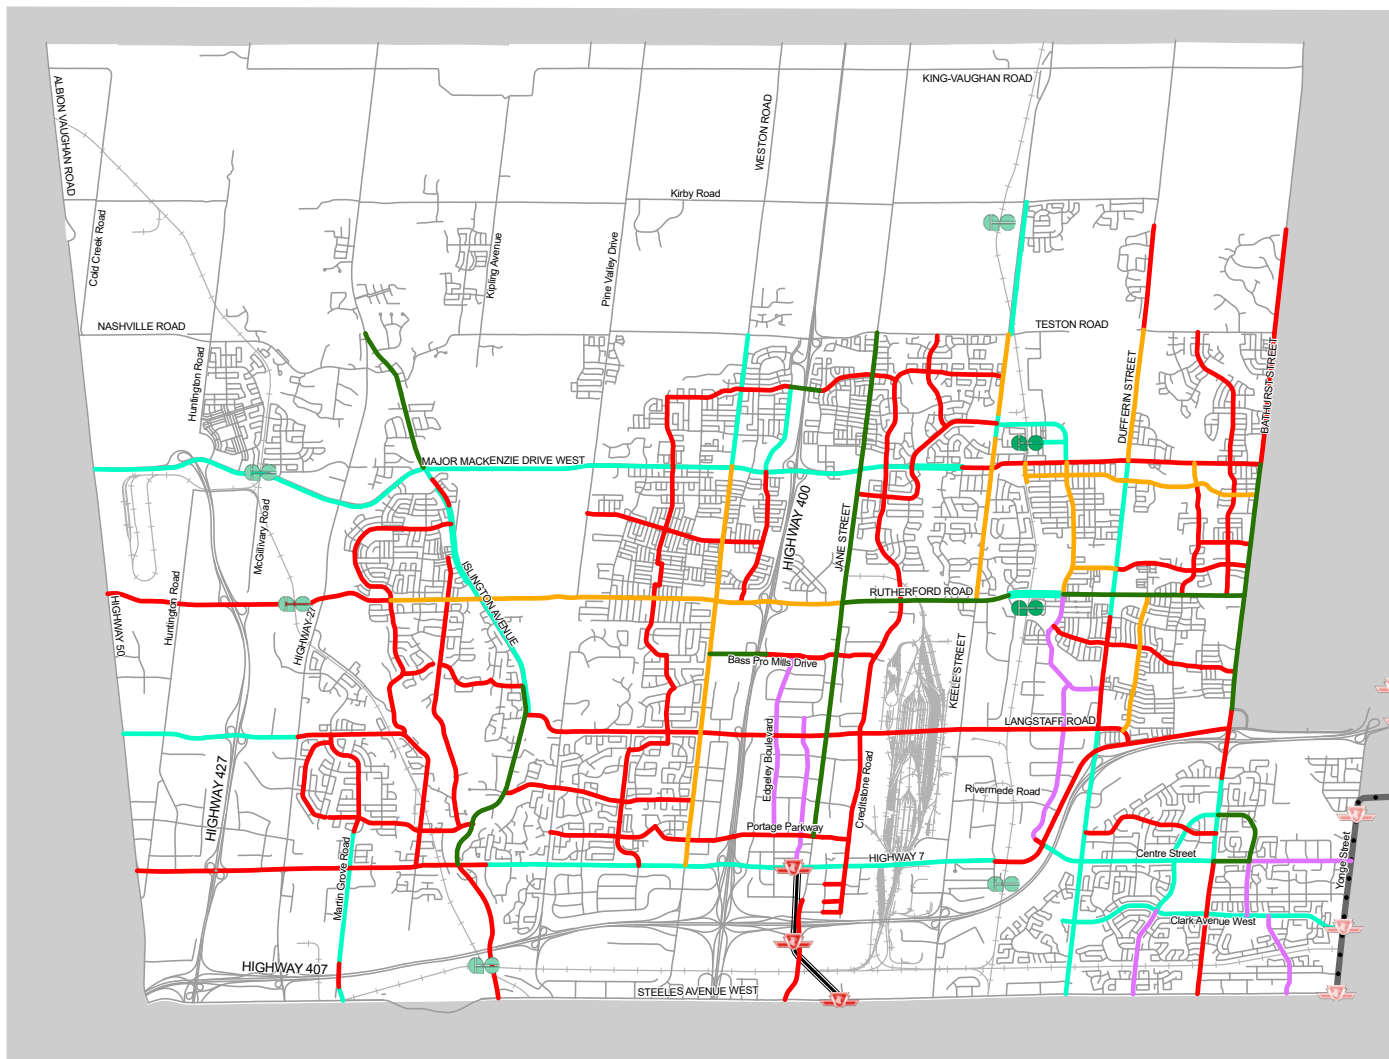 KING-VAUGHAN ROAD
ALBION VAUGHAN ROAD
WESTON ROAD
Kirby Road
Cold Creek Road
Kipling Avenue
Pine Valley Drive
NASHVILLE ROAD
TESTON ROAD
Huntington Road
DUFFERIN STREET
BATHURST STREET
MAJOR MACKENZIE DRIVE WEST
HIGHWAY 400
McGillivary Road
JANE STREET
ISLINGTON AVENUE
RUTHERFORD ROAD
HIGHWAY 50
Huntington Road
HIGHWAY 27
KEELE STREET
Bass Pro Mills Drive
LANGSTAFF ROAD
Edgeley Boulevard
HIGHWAY 427
Creditstone Road
Rivermede Road
Portage Parkway
HIGHWAY 7
Centre Street
Yonge Street
Martin Grove Road
Clark Avenue West
HIGHWAY 407
STEELES AVENUE WEST